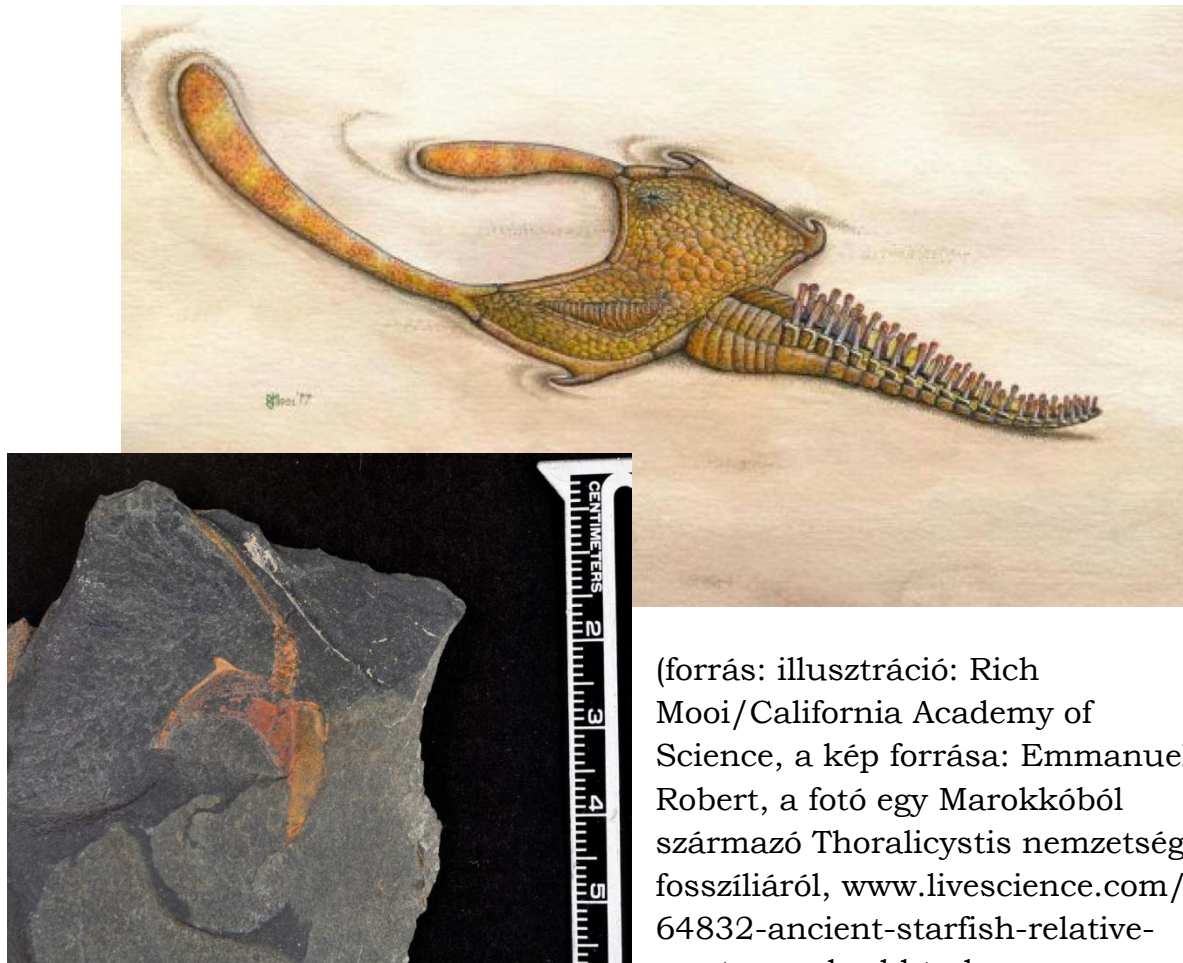 CENTIMETERS
2
3
4
5
(forrás: illusztráció: Rich
Mooi/California Academy of
Science, a kép forrása: Emmanuel
Robert, a fotó egy Marokkóból
származó Thoralicystis nemzetség
fosszíliáról, www.livescience.com/
64832-ancient-starfish-relative-